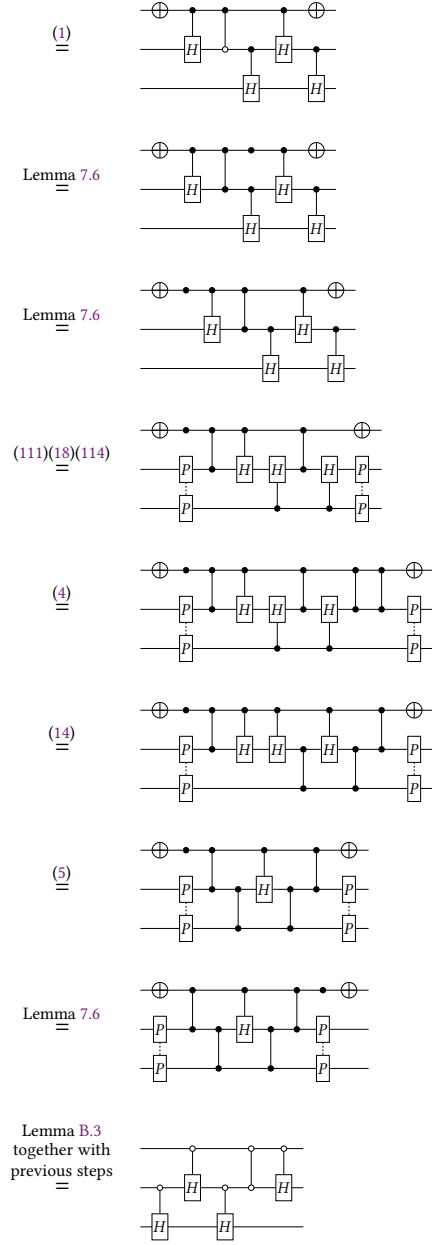 (1)
= H H
H H
Lemma 7.6
= H H
H H
Lemma 7.6
= H H
H H
(111)(18)(114)
= P H H H P
P P
(4)
= P H H H P
P P
(14)
= P H H H P
P P
(5)
= P H P
P P
Lemma 7.6
= P H P
P P
Lemma B.3
together with
previous steps
= H H
H H